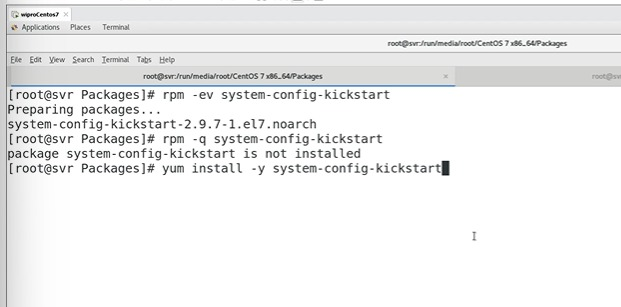 wiproCentos7
Applications Places Terminal
root@svr:/run/media/root/CentOS 7 x86_64/Packages
File Edit View Search Terminal Tabs Help
root@svr:/run/media/root/CentOS 7 x86_64/Packages × root@sv
[root@svr Packages]# rpm -ev system-config-kickstart
Preparing packages...
system-config-kickstart-2.9.7-1.el7.noarch
[root@svr Packages]# rpm -q system-config-kickstart
package system-config-kickstart is not installed
[root@svr Packages]# yum install -y system-config-kickstart